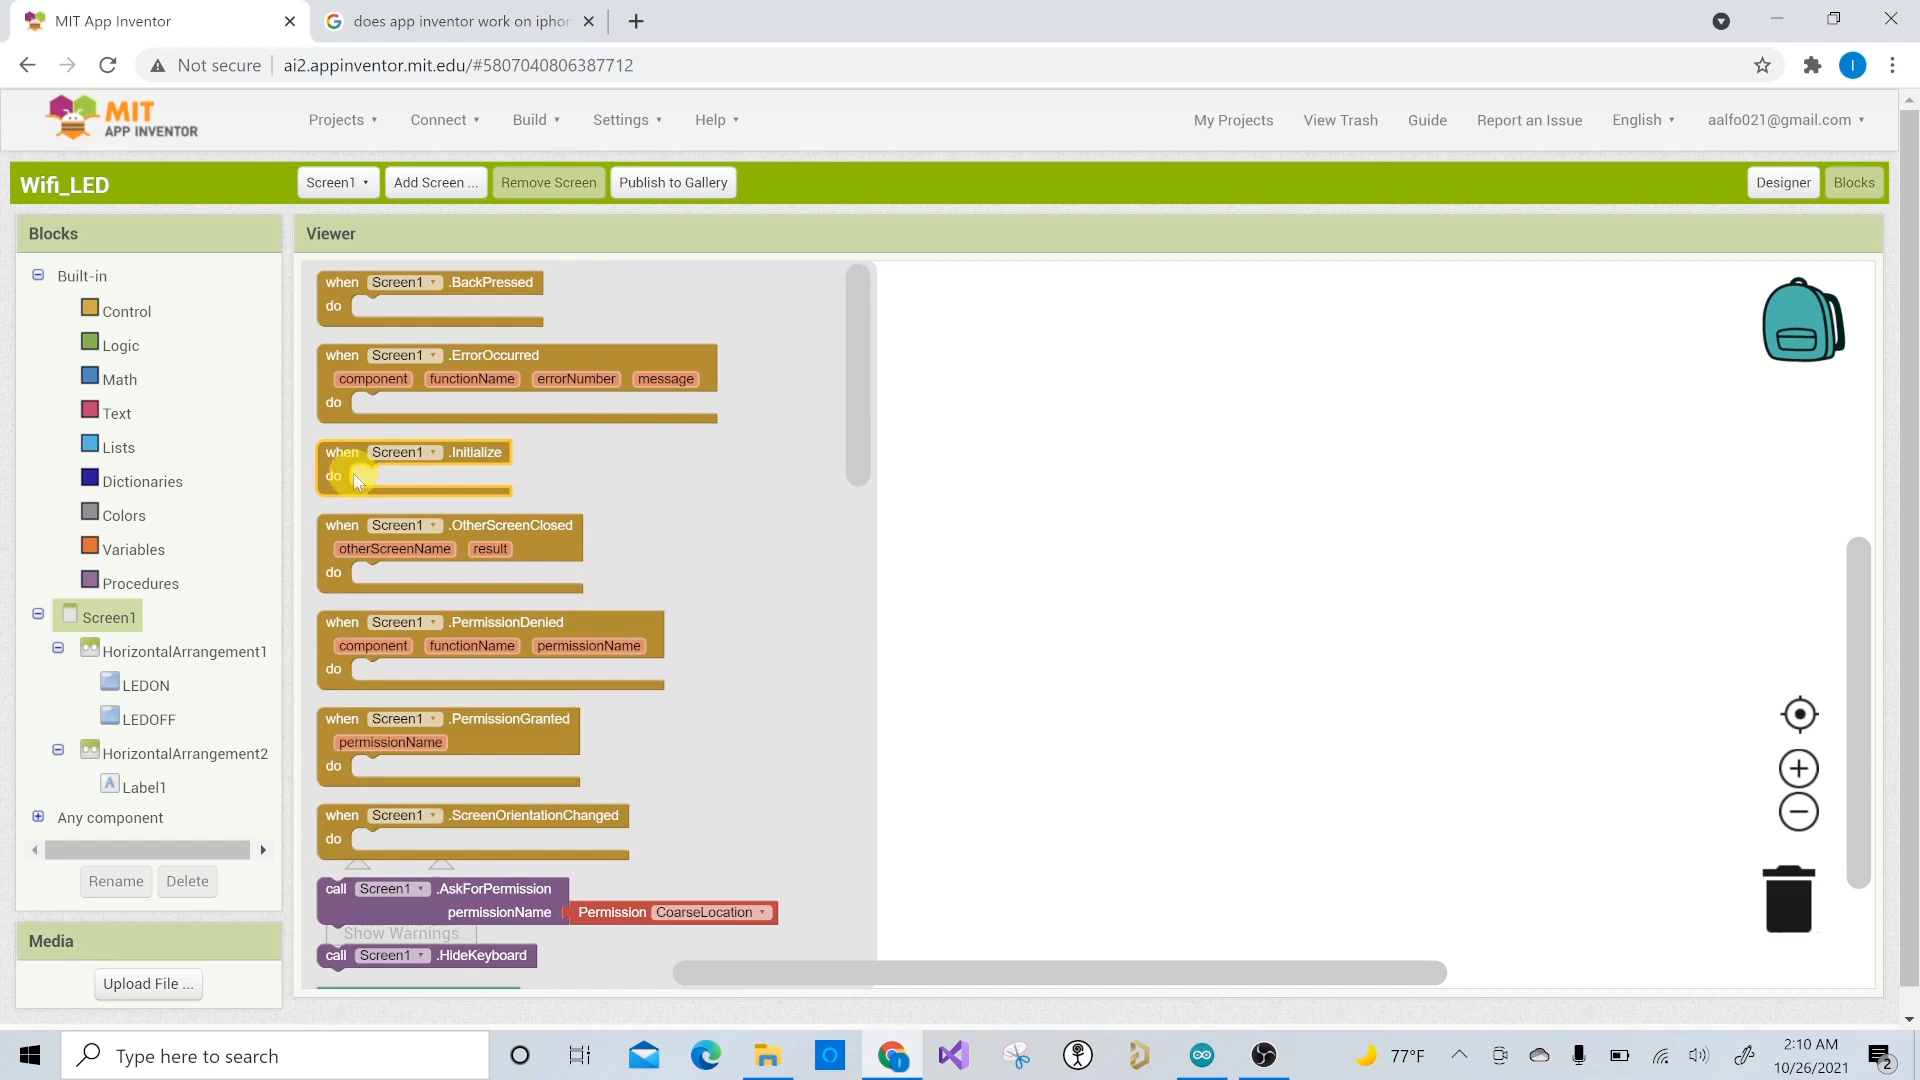 MIT App Inventor
does app inventor work on iphon
Not secure
ai2.appinventor.mit.edu/#5807040806387712
I
MIT
APP INVENTOR
Projects
Connect
Build
Settings
Help
My Projects
View Trash
Guide
Report an Issue
English
aalfo021@gmail.com
Wifi_LED
Screen1
Add Screen ...
Remove Screen
Publish to Gallery
Designer
Blocks
Blocks
Viewer
Built-in
Control
Logic
Math
Text
Lists
Dictionaries
Colors
Variables
Procedures
Screen1
HorizontalArrangement1
LEDON
LEDOFF
HorizontalArrangement2
A Label1
Any component
Rename
Delete
Media
Upload File ...
when Screen1 .BackPressed
do
when Screen1 .ErrorOccurred
component functionName errorNumber message
do
when Screen1 .Initialize
do
when Screen1 .OtherScreenClosed
otherScreenName result
do
when Screen1 .PermissionDenied
component functionName permissionName
do
when Screen1 .PermissionGranted
permissionName
do
when Screen1 .ScreenOrientationChanged
do
call Screen1 .AskForPermission
permissionName Permission CoarseLocation
Show Warnings
call Screen1 .HideKeyboard
Type here to search
77°F
2:10 AM
10/26/2021
2